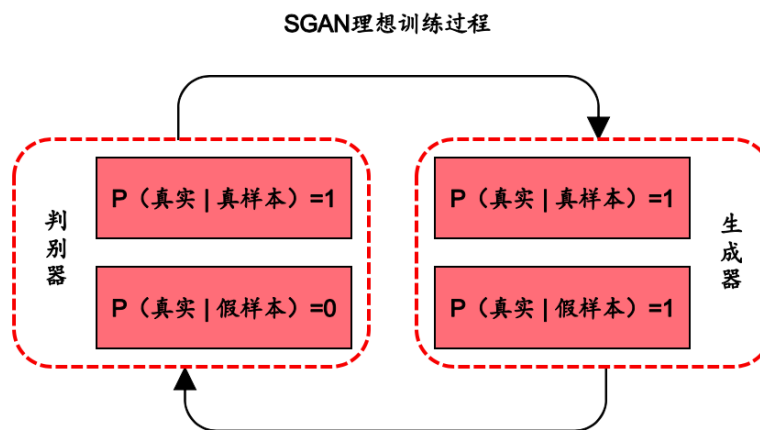 SGAN理想训练过程
判别器
P（真实 | 真样本）=1
P（真实 | 假样本）=0
P（真实 | 真样本）=1
P（真实 | 假样本）=1
生成器